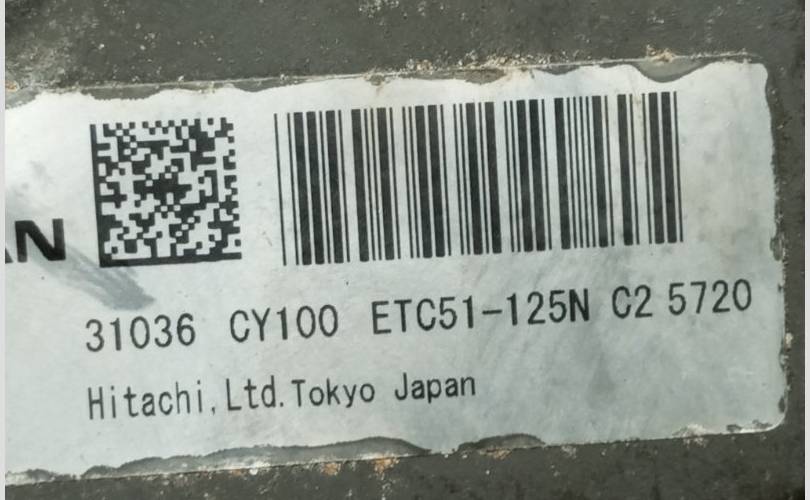 AN
31036 CY100 ETC51-125N C2 5720
Hitachi,Ltd.Tokyo Japan